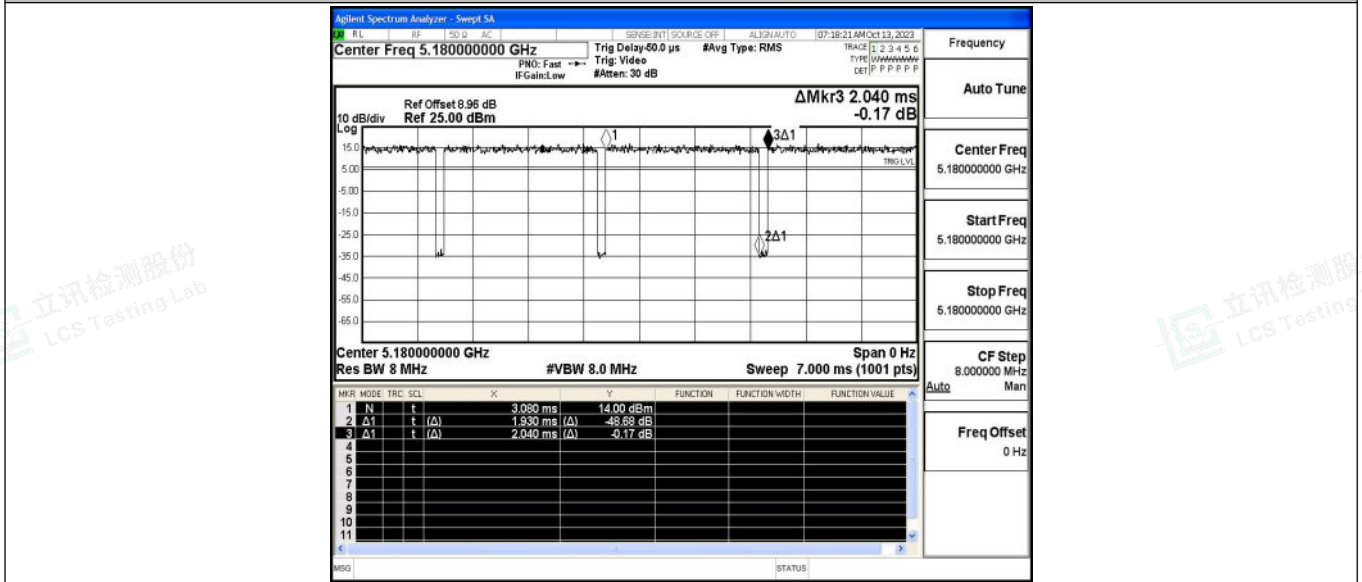 Agilent Spectrum Analyzer - Swept SA
RL RF 50 Ω AC SENSE:INT SOURCE OFF ALIGNAUTO 07:18:21 AM Oct 13, 2023
Center Freq 5.180000000 GHz
PNO: Fast
IFGain:Low
Trig Delay-50.0 µs
Trig: Video
#Atten: 30 dB
#Avg Type: RMS
TRACE 1 2 3 4 5 6
TYPE WWWWWW
DET P P P P P P
Frequency
Auto Tune
Center Freq
5.180000000 GHz
Start Freq
5.180000000 GHz
Stop Freq
5.180000000 GHz
CF Step
8.000000 MHz
Auto Man
Freq Offset
0 Hz
Ref Offset 8.96 dB
10 dB/div Ref 25.00 dBm
ΔMkr3 2.040 ms
-0.17 dB
Log
15.0
5.00
-5.00
-15.0
-25.0
-35.0
-45.0
-55.0
-65.0
1
3Δ1
TRIG LVL
2Δ1
Center 5.180000000 GHz Span 0 Hz
Res BW 8 MHz #VBW 8.0 MHz Sweep 7.000 ms (1001 pts)
MKR MODE TRC SCL X Y FUNCTION FUNCTION WIDTH FUNCTION VALUE
1 N t 3.080 ms 14.00 dBm
2 Δ1 t (Δ) 1.930 ms (Δ) -48.68 dB
3 Δ1 t (Δ) 2.040 ms (Δ) -0.17 dB
4
5
6
7
8
9
10
11
MSG STATUS
立讯检测股份
LCS Testing Lab
立讯检测股
LCS Testing